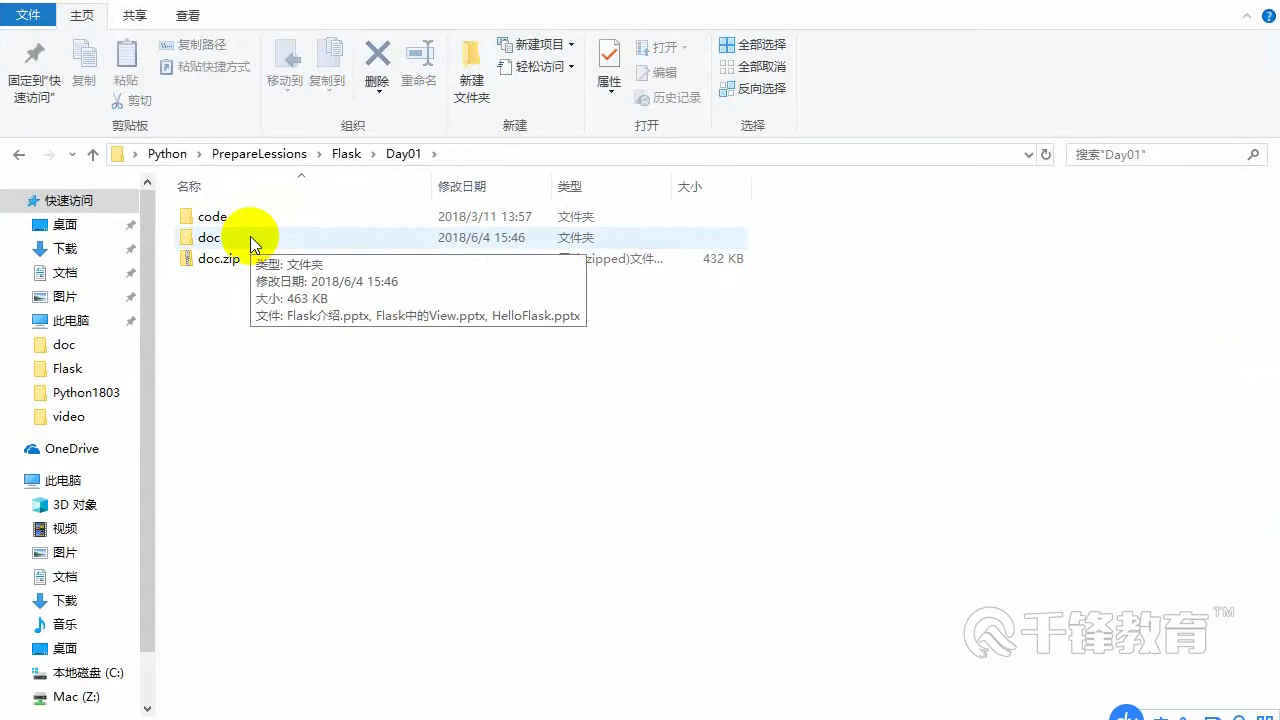 文件 主页 共享 查看
固定到"快速访问" 复制 粘贴 复制路径 粘贴快捷方式 剪切 移动到 复制到 删除 重命名 新建文件夹 新建项目 轻松访问 属性 打开 编辑 历史记录 全部选择 全部取消 反向选择
剪贴板 组织 新建 打开 选择
Python PrepareLessions Flask Day01 搜索"Day01"
名称 修改日期 类型 大小
code 2018/3/11 13:57 文件夹
doc 2018/6/4 15:46 文件夹
doc.zip zipped)文件... 432 KB
类型: 文件夹
修改日期: 2018/6/4 15:46
大小: 463 KB
文件: Flask介绍.pptx, Flask中的View.pptx, HelloFlask.pptx
快速访问
桌面
下载
文档
图片
此电脑
doc
Flask
Python1803
video
OneDrive
此电脑
3D 对象
视频
图片
文档
下载
音乐
桌面
本地磁盘 (C:)
Mac (Z:)
千锋教育TM